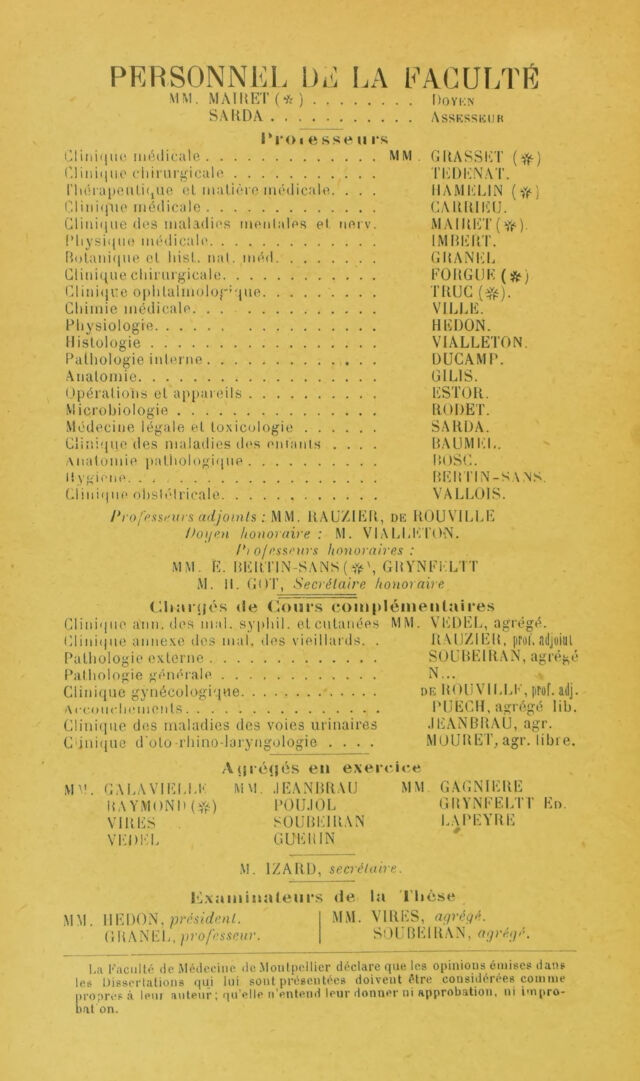 PERSONNEL DE LA FACULTÉ
MM. MAIRET (✻) . . . . . . . . DOYEN
SARDA . . . . . . . . . . . ASSESSEUR
Professeurs
Clinique médicale . . . . . . . . . . . . . MM. GRASSET (✻)
Clinique chirurgicale . . . . . . . . . . . TEDENAT.
Thérapeutique et matière médicale. . . . HAMELIN (✻)
Clinique médicale . . . . . . . . . . . . . CARRIEU.
Clinique des maladies mentales et nerv. MAIRET (✻).
Physique médicale. . . . . . . . . . . . . IMBERT.
Botanique et hist. nat. méd. . . . . . . . GRANEL
Clinique chirurgicale. . . . . . . . . . . . FORGUE (✻)
Clinique ophtalmologique. . . . . . . . . TRUC (✻).
Chimie médicale. . . . . . . . . . . . . . VILLE.
Physiologie. . . . . . . . . . . . . . . . HEDON.
Histologie . . . . . . . . . . . . . . . . VIALLETON.
Pathologie interne . . . . . . . . . . . . DUCAMP.
Anatomie. . . . . . . . . . . . . . . . . GILIS.
Opérations et appareils . . . . . . . . . ESTOR.
Microbiologie . . . . . . . . . . . . . . RODET.
Médecine légale et toxicologie . . . . . . SARDA.
Clinique des maladies des enfants . . . . BAUMEL.
Anatomie pathologique . . . . . . . . . . BOSC.
Hygiène. . . . . . . . . . . . . . . . . BERTIN-SANS.
Clinique obstétricale. . . . . . . . . . . VALLOIS.
Professeurs adjoints : MM. RAUZIER, DE ROUVILLE
Doyen honoraire : M. VIALLETON.
Professeurs honoraires :
MM. E. BERTIN-SANS (✻), GRYNFELTT
M. H. GOT, Secrétaire honoraire
Chargés de Cours complémentaires
Clinique ann. des mal. syphil. et cutanées MM. VEDEL, agrégé.
Clinique annexe des mal. des vieillards. . RAUZIER, prof. adjoint
Pathologie externe . . . . . . . . . . . . SOUBEIRAN, agrégé
Pathologie générale . . . . . . . . . . . N...
Clinique gynécologique. . . . . . . . . . DE ROUVILLE, prof. adj.
Accouchements. . . . . . . . . . . . . . PUECH, agrégé lib.
Clinique des maladies des voies urinaires JEANBRAU, agr.
Clinique d'oto-rhino-laryngologie . . . . MOURET, agr. libre.
Agrégés en exercice
MM. GALAVIELLE MM. JEANBRAU MM. GAGNIERE
RAYMOND (✻) POUJOL GRYNFELTT ED.
VIRES SOUBEIRAN LAPEYRE
VEDEL GUERIN
M. IZARD, secrétaire.
Examinateurs de la Thèse
MM. HEDON, président. MM. VIRES, agrégé.
GRANEL, professeur. SOUBEIRAN, agrégé.
La Faculté de Médecine de Montpellier déclare que les opinions émises dans
les Dissertations qui lui sont présentées doivent être considérées comme
propres à leur auteur ; qu'elle n'entend leur donner ni approbation, ni impro-
bation.